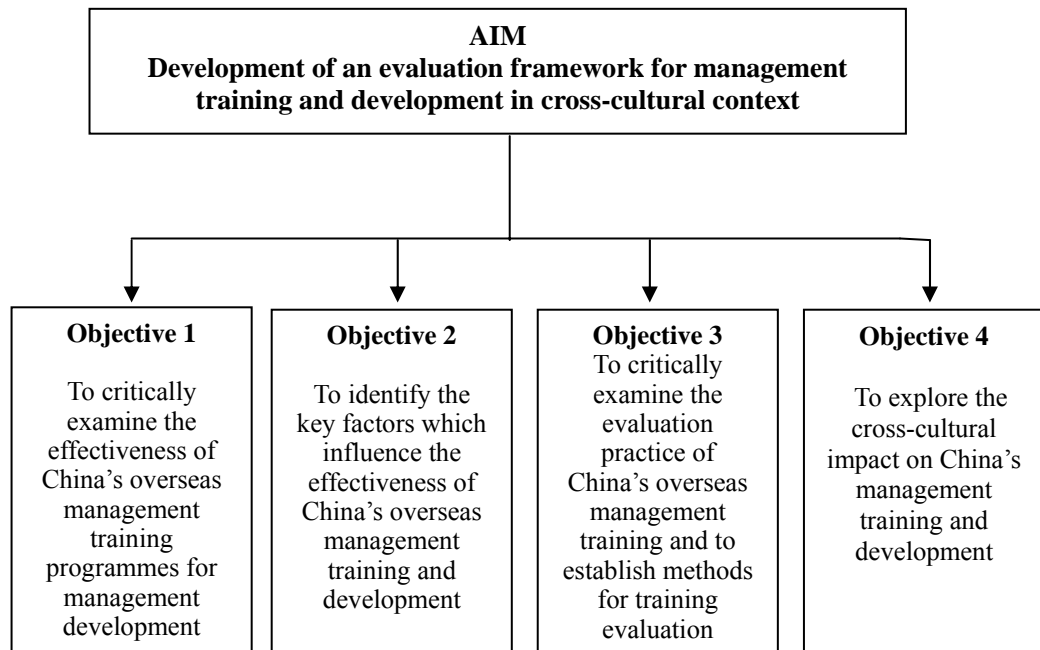 AIM
Development of an evaluation framework for management
training and development in cross-cultural context
Objective 1
To critically
examine the
effectiveness of
China’s overseas
management
training
programmes for
management
development
Objective 2
To identify the
key factors which
influence the
effectiveness of
China’s overseas
management
training and
development
Objective 3
To critically
examine the
evaluation
practice of
China’s overseas
management
training and to
establish methods
for training
evaluation
Objective 4
To explore the
cross-cultural
impact on China’s
management
training and
development